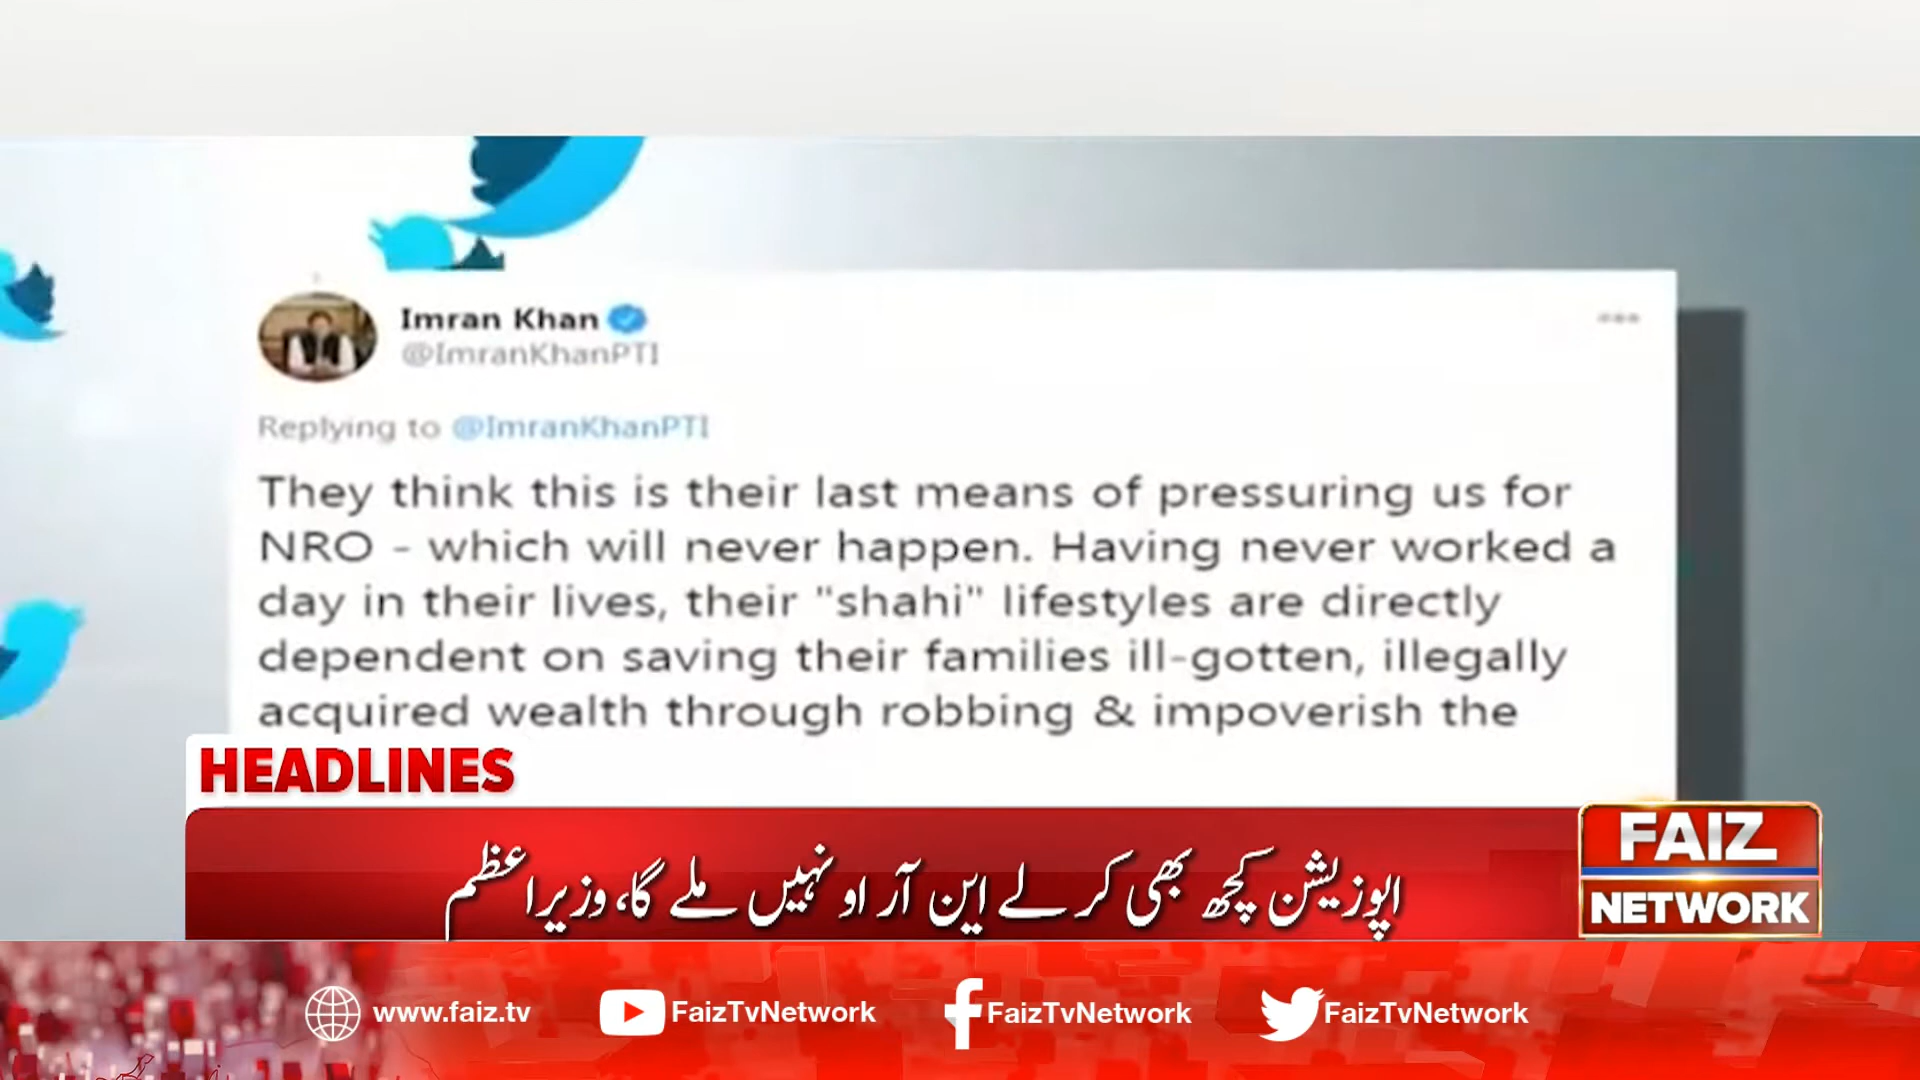 Imran Khan
@ImranKhanPTI
Replying to @ImranKhanPTI
They think this is their last means of pressuring us for
NRO - which will never happen. Having never worked a
day in their lives, their "shahi" lifestyles are directly
dependent on saving their families ill-gotten, illegally
acquired wealth through robbing & impoverish the
HEADLINES
اپوزیشن کچھ بھی کر لے این آر او نہیں ملے گا، وزیراعظم
FAIZ
NETWORK
www.faiz.tv
FaizTvNetwork
FaizTvNetwork
FaizTvNetwork